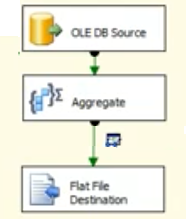 OLE DB Source
Aggregate
Flat File
Destination